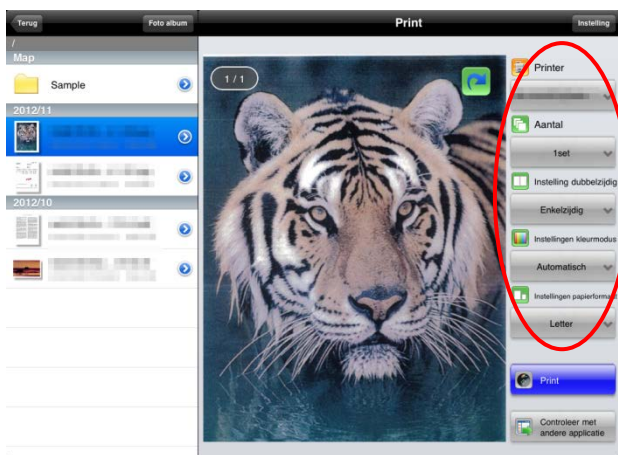 Terug
Foto album
Print
Instelling
/
Map
Sample
2012/11
2012/10
1 / 1
Printer
Aantal
1set
Instelling dubbelzijdig
Enkelzijdig
Instellingen kleurmodus
Automatisch
Instellingen papierformaat
Letter
Print
Controleer met
andere applicatie